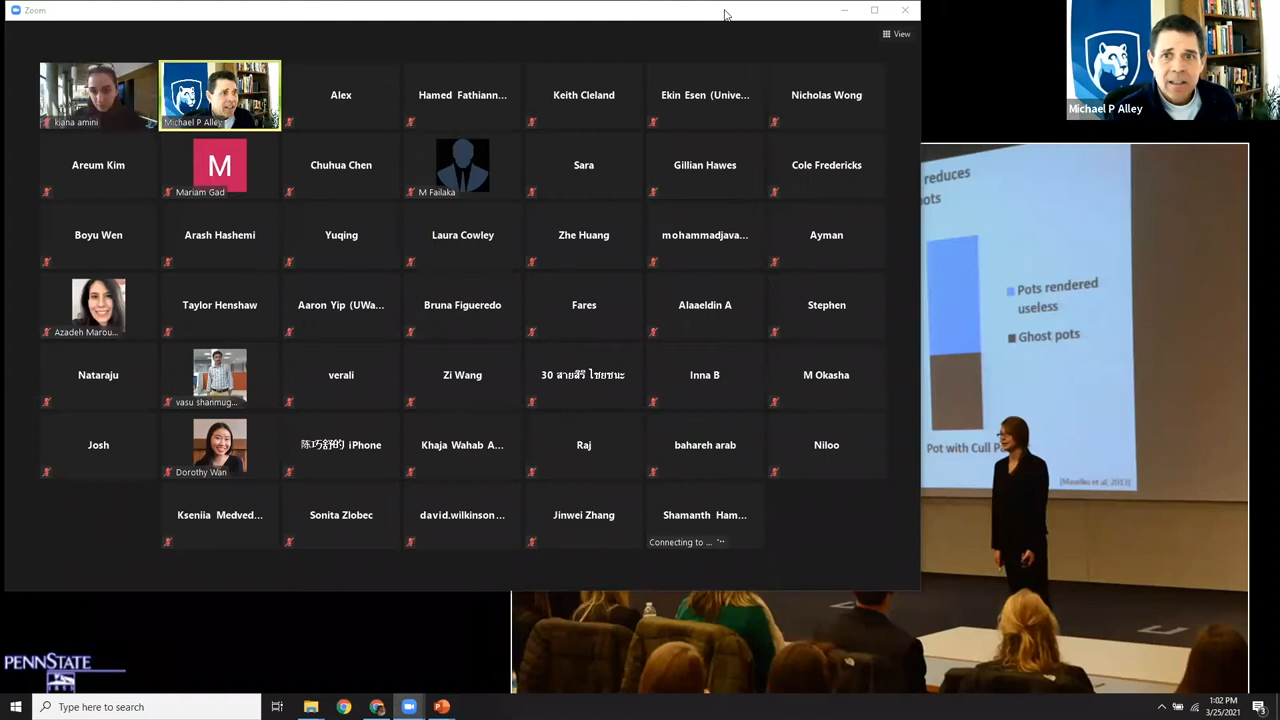 Zoom
View
kiana amini
Michael P Alley
Alex
Hamed Fathiann...
Keith Cleland
Ekin Esen (Unive...
Nicholas Wong
Michael P Alley
Areum Kim
M
Mariam Gad
Chuhua Chen
M Failaka
Sara
Gillian Hawes
Cole Fredericks
Boyu Wen
Arash Hashemi
Yuqing
Laura Cowley
Zhe Huang
mohammadjava...
Ayman
Azadeh Marou...
Taylor Henshaw
Aaron Yip (UWa...
Bruna Figueredo
Fares
Alaaeldin A
Stephen
Nataraju
vasu shanmug...
verali
Zi Wang
30 สายสิรี ไชยชนะ
Inna B
M Okasha
Josh
Dorothy Wan
陈巧舒的 iPhone
Khaja Wahab A...
Raj
bahareh arab
Niloo
Kseniia Medved...
Sonita Zlobec
david.wilkinson...
Jinwei Zhang
Shamanth Ham...
Connecting to ...
reduces
ots
Pots rendered
useless
Ghost pots
Pot with Cull Pa
PENNSTATE
Type here to search
1:02 PM
3/25/2021
3